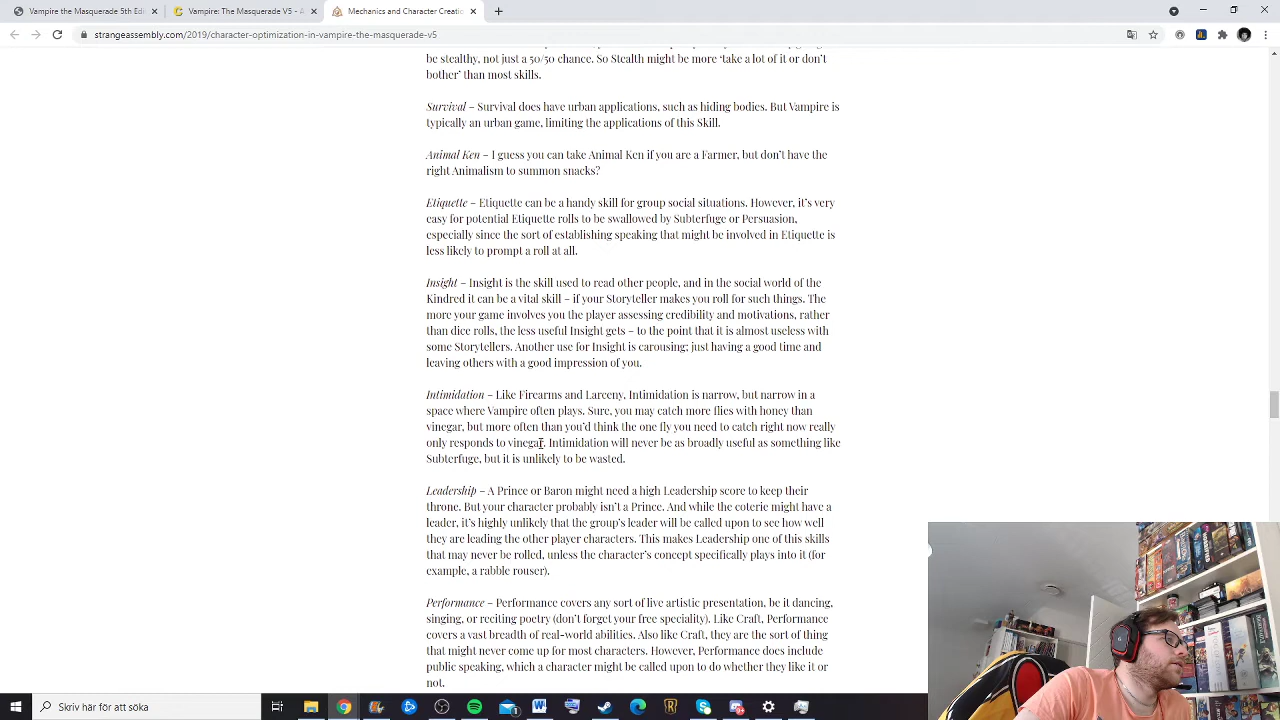 Vampire the Masquerade 5th Edi
Vampire: The Masquerade V5 - A
Mechanics and Character Creatio
strangeassembly.com/2019/character-optimization-in-vampire-the-masquerade-v5
be stealthy, not just a 50/50 chance. So Stealth might be more ‘take a lot of it or don’t
bother’ than most skills.
Survival – Survival does have urban applications, such as hiding bodies. But Vampire is
typically an urban game, limiting the applications of this Skill.
Animal Ken – I guess you can take Animal Ken if you are a Farmer, but don’t have the
right Animalism to summon snacks?
Etiquette – Etiquette can be a handy skill for group social situations. However, it’s very
easy for potential Etiquette rolls to be swallowed by Subterfuge or Persuasion,
especially since the sort of establishing speaking that might be involved in Etiquette is
less likely to prompt a roll at all.
Insight – Insight is the skill used to read other people, and in the social world of the
Kindred it can be a vital skill – if your Storyteller makes you roll for such things. The
more your game involves you the player assessing credibility and motivations, rather
than dice rolls, the less useful Insight gets – to the point that it is almost useless with
some Storytellers. Another use for Insight is carousing; just having a good time and
leaving others with a good impression of you.
Intimidation – Like Firearms and Larceny, Intimidation is narrow, but narrow in a
space where Vampire often plays. Sure, you may catch more flies with honey than
vinegar, but more often than you’d think the one fly you need to catch right now really
only responds to vinegar. Intimidation will never be as broadly useful as something like
Subterfuge, but it is unlikely to be wasted.
Leadership – A Prince or Baron might need a high Leadership score to keep their
throne. But your character probably isn’t a Prince. And while the coterie might have a
leader, it’s highly unlikely that the group’s leader will be called upon to see how well
they are leading the other player characters. This makes Leadership one of this skills
that may never be rolled, unless the character’s concept specifically plays into it (for
example, a rabble rouser).
Performance – Performance covers any sort of live artistic presentation, be it dancing,
singing, or reciting poetry (don’t forget your free speciality). Like Craft, Performance
covers a vast breadth of real-world abilities. Also like Craft, they are the sort of thing
that might never come up for most characters. However, Performance does include
public speaking, which a character might be called upon to do whether they like it or
not.
Skriv här för att söka